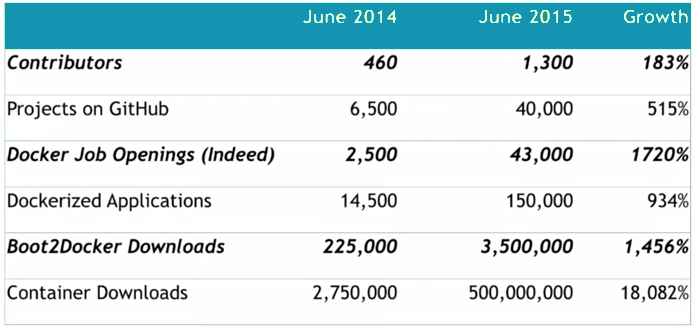 June 2014 June 2015 Growth
Contributors 460 1,300 183%
Projects on GitHub 6,500 40,000 515%
Docker Job Openings (Indeed) 2,500 43,000 1720%
Dockerized Applications 14,500 150,000 934%
Boot2Docker Downloads 225,000 3,500,000 1,456%
Container Downloads 2,750,000 500,000,000 18,082%